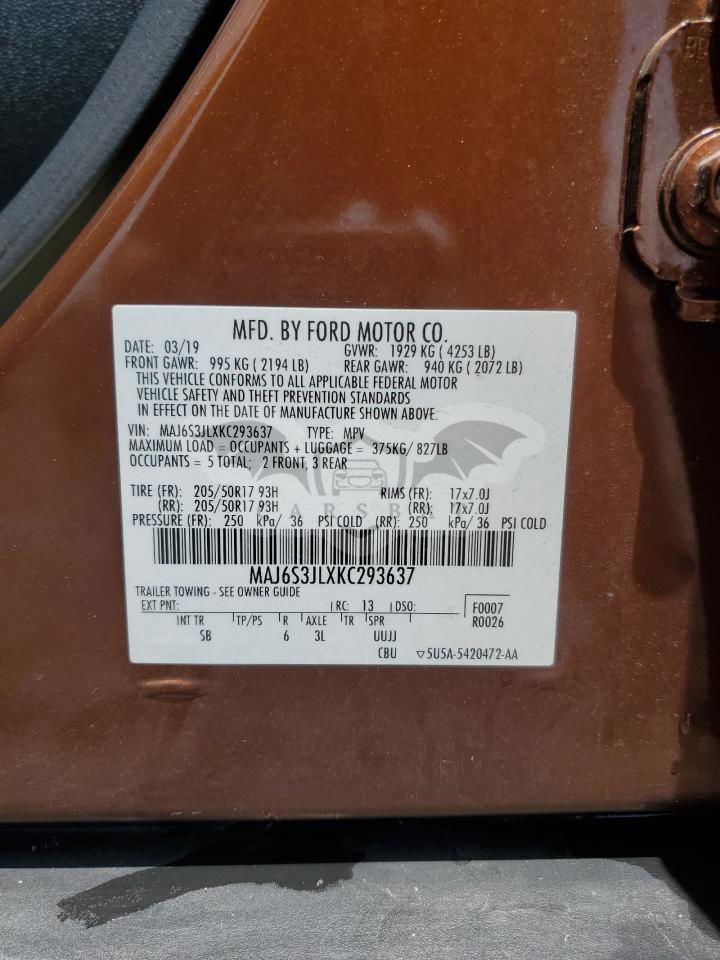 MFD. BY FORD MOTOR CO.
DATE: 03/19 GVWR: 1929 KG ( 4253 LB)
FRONT GAWR: 995 KG ( 2194 LB) REAR GAWR: 940 KG ( 2072 LB)
THIS VEHICLE CONFORMS TO ALL APPLICABLE FEDERAL MOTOR
VEHICLE SAFETY AND THEFT PREVENTION STANDARDS
IN EFFECT ON THE DATE OF MANUFACTURE SHOWN ABOVE.
VIN: MAJ6S3JLXKC293637 TYPE: MPV
MAXIMUM LOAD = OCCUPANTS + LUGGAGE = 375KG/ 827LB
OCCUPANTS = 5 TOTAL; 2 FRONT, 3 REAR
TIRE (FR): 205/50R17 93H RIMS (FR): 17x7.0J
(RR): 205/50R17 93H (RR): 17x7.0J
PRESSURE (FR): 250 kPa/ 36 PSI COLD (RR): 250 kPa/ 36 PSI COLD
MAJ6S3JLXKC293637
TRAILER TOWING - SEE OWNER GUIDE
EXT PNT: RC: 13 DSO: F0007
R0026
INT TR TP/PS R AXLE TR SPR
SB 6 3L UUJJ
CBU ▽5U5A-5420472-AA